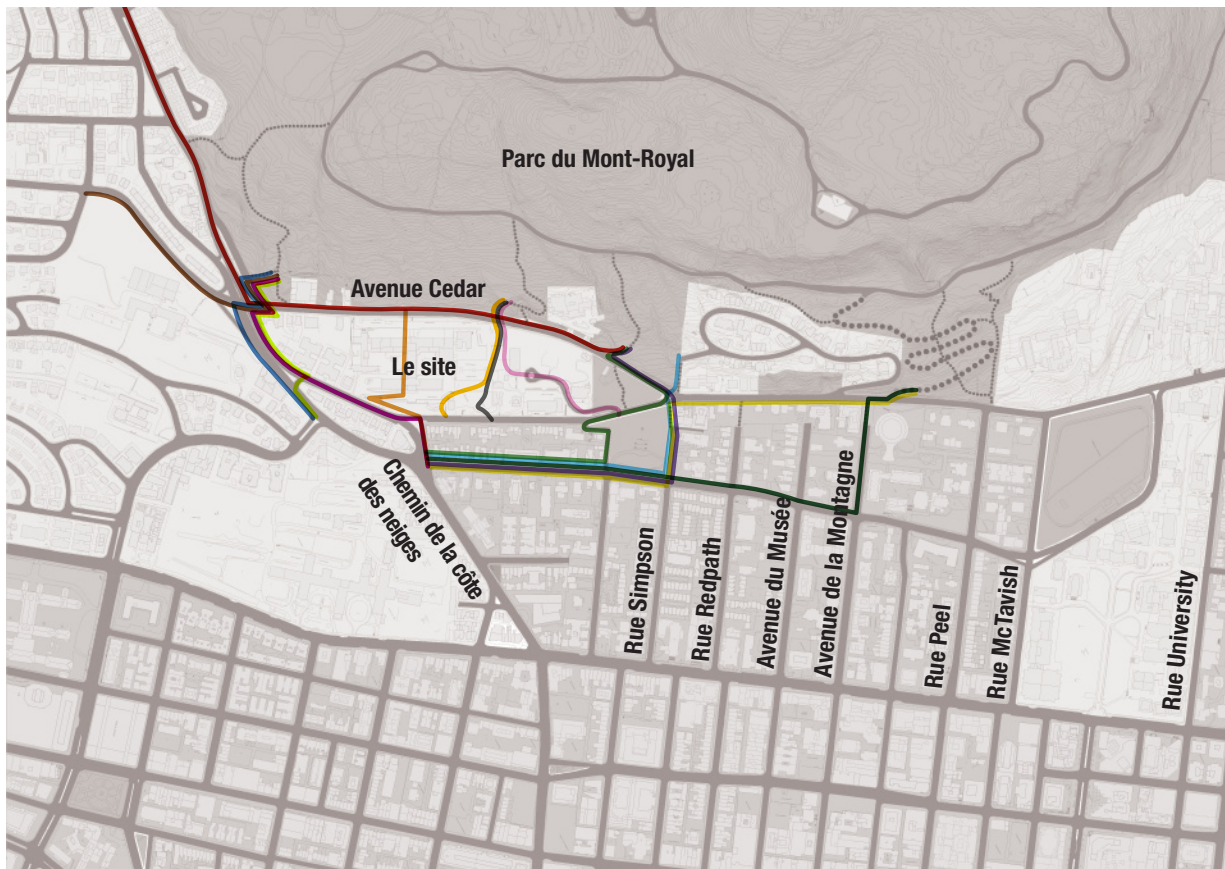 Parc du Mont-Royal
Avenue Cedar
Le site
Chemin de la côte
des neiges
Rue Simpson
Rue Redpath
Avenue du Musée
Avenue de la Montagne
Rue Peel
Rue McTavish
Rue University